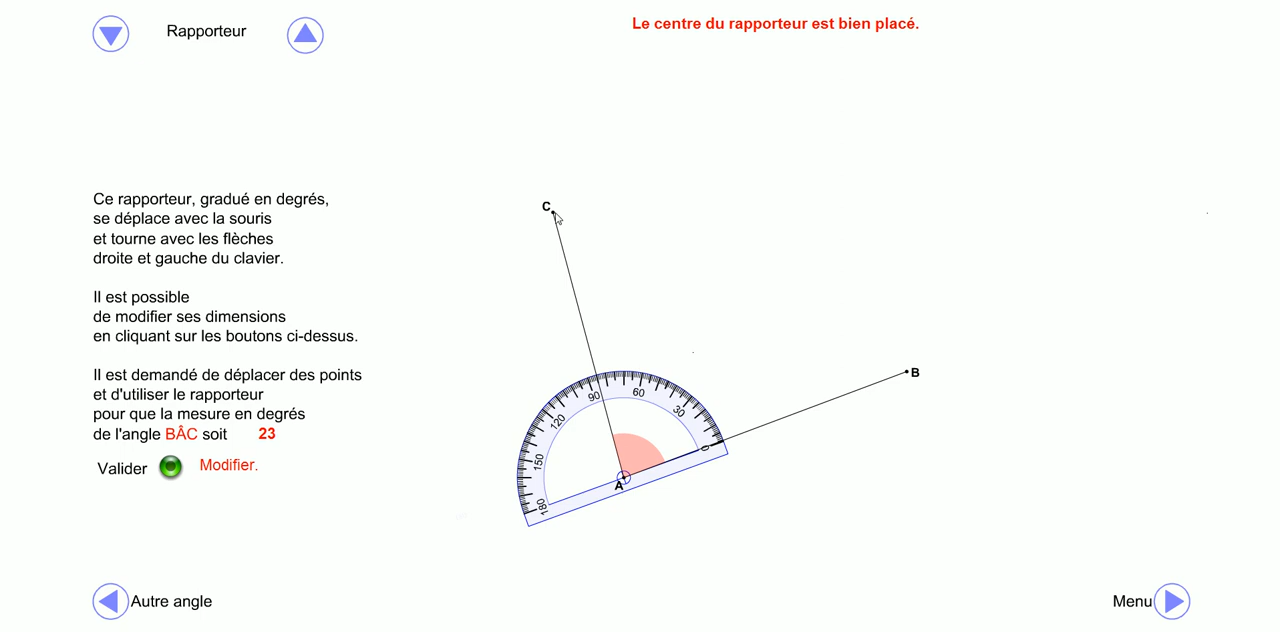 Rapporteur
Le centre du rapporteur est bien placé.
Ce rapporteur, gradué en degrés,
se déplace avec la souris
et tourne avec les flèches
droite et gauche du clavier.
Il est possible
de modifier ses dimensions
en cliquant sur les boutons ci-dessus.
Il est demandé de déplacer des points
et d'utiliser le rapporteur
pour que la mesure en degrés
de l'angle BÂC soit 23
Valider Modifier.
C
B
A
0
30
60
90
120
150
180
Autre angle
Menu